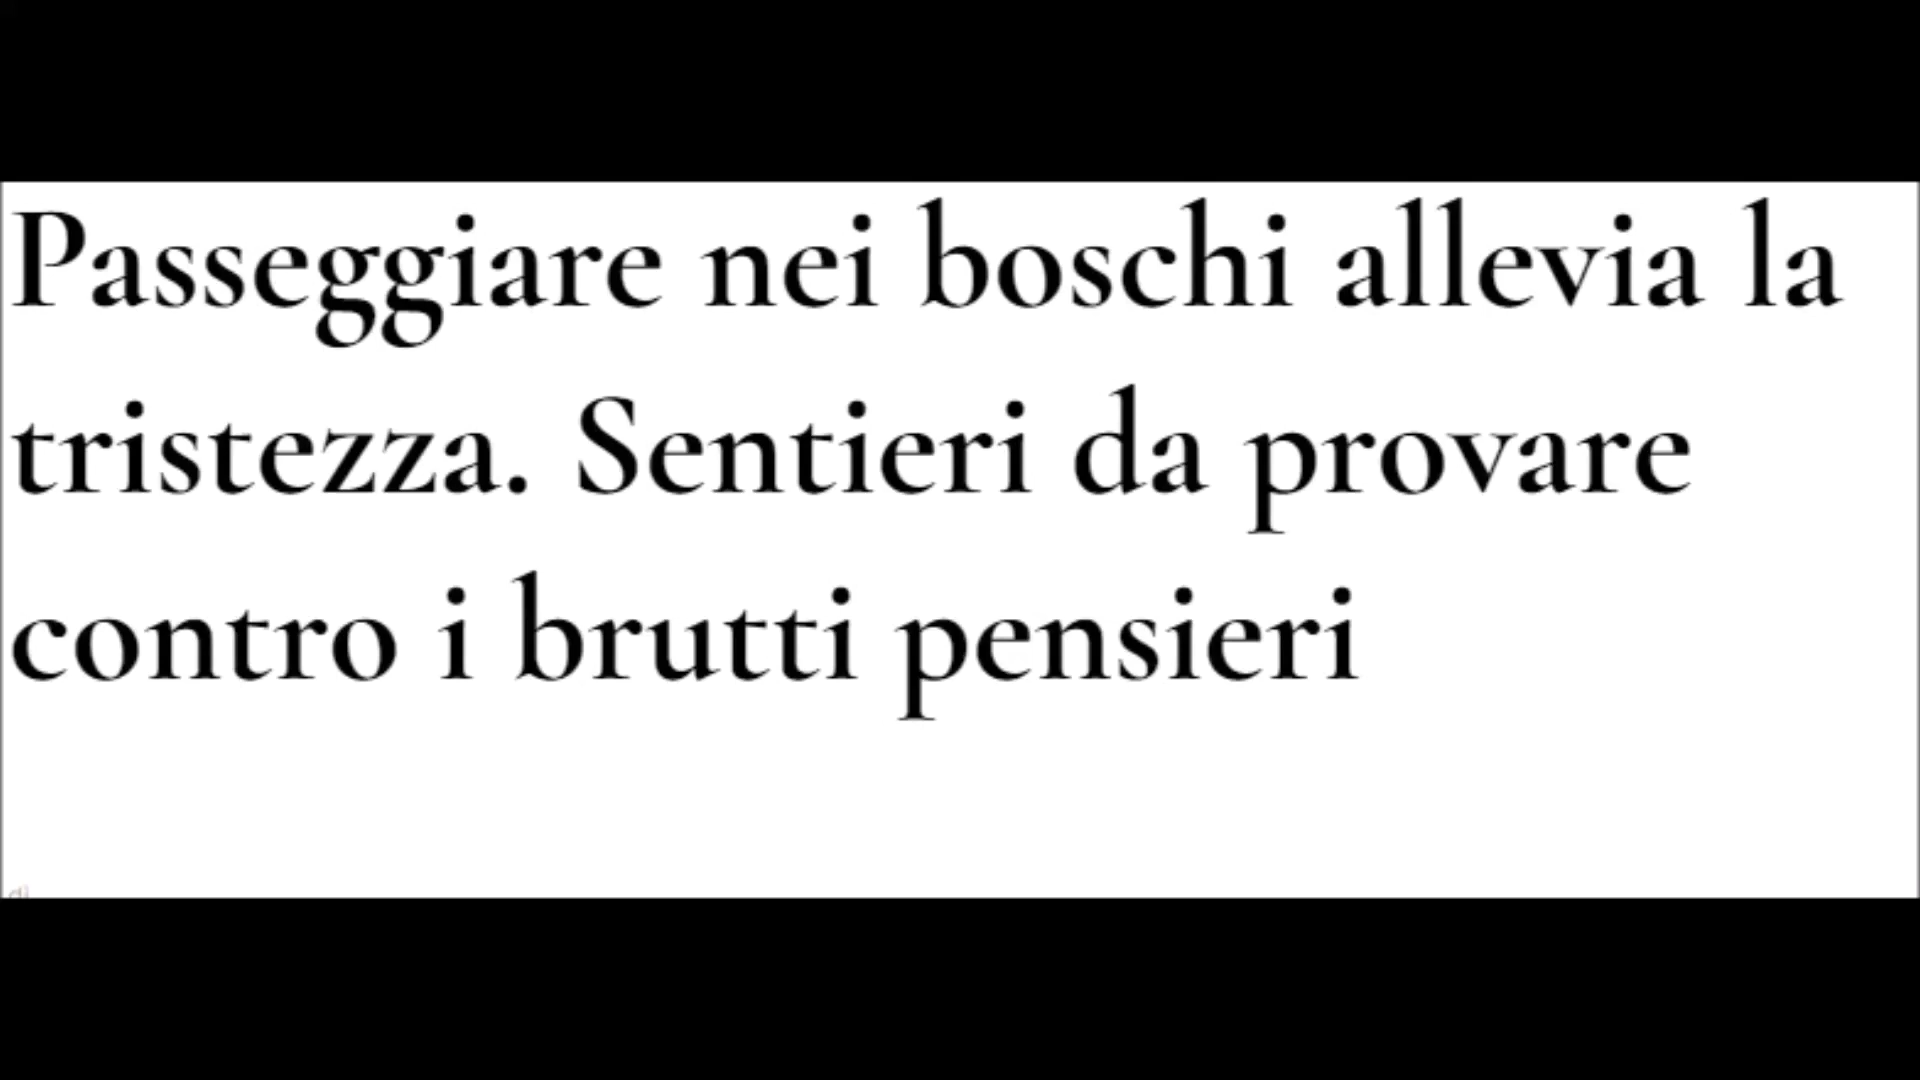 Passeggiare nei boschi allevia la
tristezza. Sentieri da provare
contro i brutti pensieri